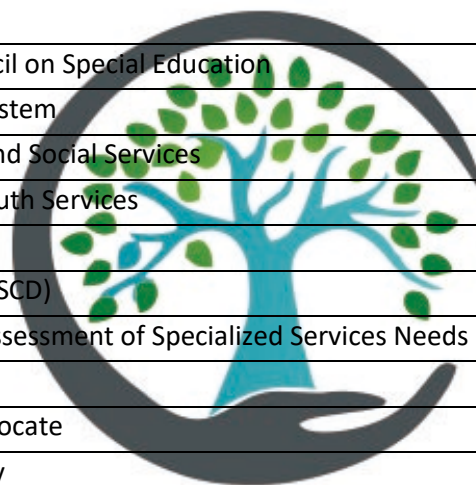 cil on Special Education
stem
nd Social Services
uth Services
SCD)
ssessment of Specialized Services Needs
ocate
y